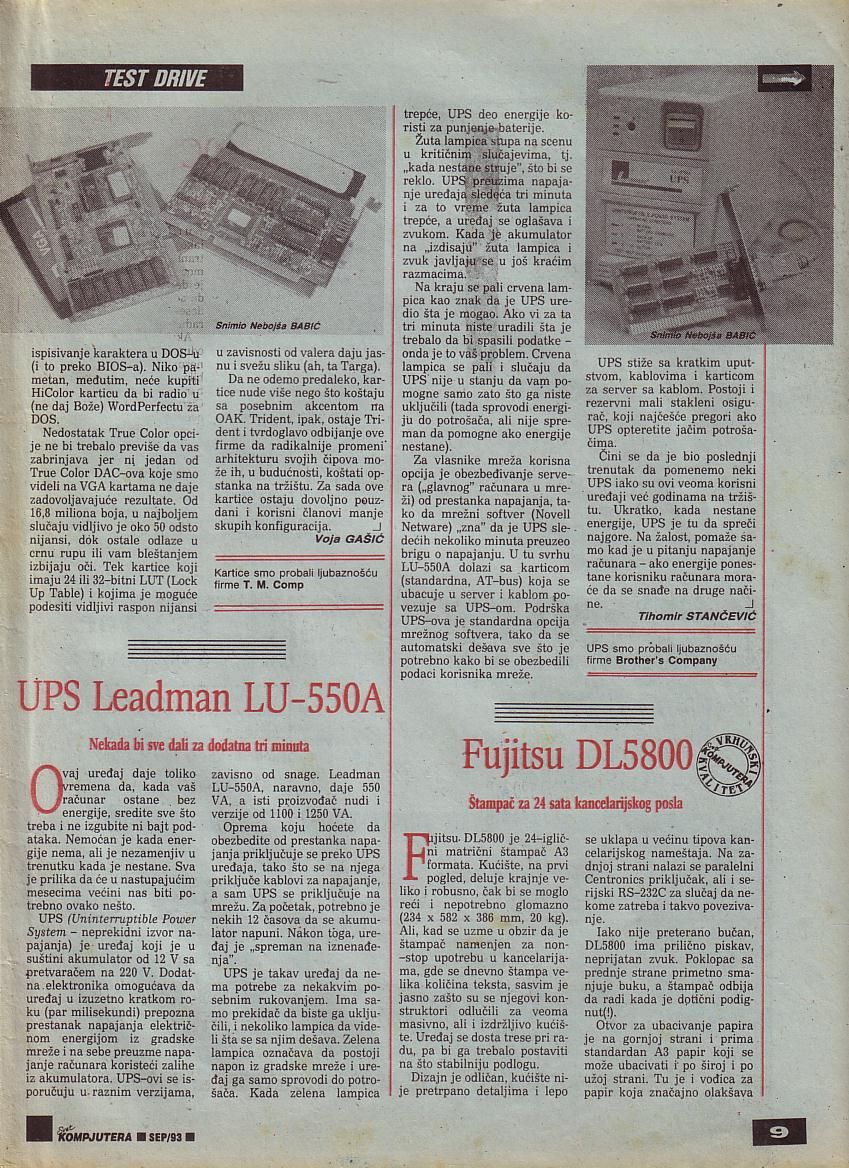 TEST DRIVE
VGA
Snimio Nebojša BABIĆ
ispisivanje karaktera u DOS-u
(i to preko BIOS-a). Niko pa-
metan, međutim, neće kupiti
HiColor karticu da bi radio u
(ne daj Bože) WordPerfectu za
DOS.
Nedostatak True Color opci-
je ne bi trebalo previše da vas
zabrinjava jer ni jedan od
True Color DAC-ova koje smo
videli na VGA kartama ne daje
zadovoljavajuće rezultate. Od
16,8 miliona boja, u najboljem
slučaju vidljivo je oko 50 odsto
nijansi, dok ostale odlaze u
crnu rupu ili vam bleštanjem
izbijaju oči. Tek kartice koji
imaju 24 ili 32-bitni LUT (Lock
Up Table) i kojima je moguće
podesiti vidljivi raspon nijansi
u zavisnosti od valera daju jas-
nu i svežu sliku (ah, ta Targa).
Da ne odemo predaleko, kar-
tice nude više nego što koštaju
sa posebnim akcentom na
OAK. Trident, ipak, ostaje Tri-
dent i tvrdoglavo odbijanje ove
firme da radikalnije promeni
arhitekturu svojih čipova mo-
že ih, u budućnosti, koštati op-
stanka na tržištu. Za sada ove
kartice ostaju dovoljno pouz-
dani i korisni članovi manje
skupih konfiguracija.
Voja GAŠIĆ
Kartice smo probali ljubaznošću
firme T. M. Comp
UPS Leadman LU-550A
Nekada bi sve dali za dodatna tri minuta
Ovaj uređaj daje toliko
vremena da, kada vaš
računar ostane bez
energije, sredite sve što
treba i ne izgubite ni bajt pod-
ataka. Nemoćan je kada ener-
gije nema, ali je nezamenjiv u
trenutku kada je nestane. Sva
je prilika da će u nastupajućim
mesecima većini nas biti po-
trebno ovako nešto.
UPS (Uninterruptible Power
System – neprekidni izvor na-
pajanja) je uređaj koji je u
suštini akumulator od 12 V sa
pretvaračem na 220 V. Dodat-
na elektronika omogućava da
uređaj u izuzetno kratkom ro-
ku (par milisekundi) prepozna
prestanak napajanja električ-
nom energijom iz gradske
mreže i na sebe preuzme napa-
janje računara koristeći zalihe
iz akumulatora. UPS-ovi se is-
poručuju u raznim verzijama,
zavisno od snage. Leadman
LU-550A, naravno, daje 550
VA, a isti proizvođač nudi i
verzije od 1100 i 1250 VA.
Oprema koju hoćete da
obezbedite od prestanka napa-
janja priključuje se preko UPS
uređaja, tako što se na njega
priključe kablovi za napajanje,
a sam UPS se priključuje na
mrežu. Za početak, potrebno je
nekih 12 časova da se akumu-
lator napuni. Nakon toga, ure-
đaj je „spreman na iznenađe-
nja”.
UPS je takav uređaj da ne-
ma potrebe za nekakvim po-
sebnim rukovanjem. Ima sa-
mo prekidač da biste ga uklju-
čili, i nekoliko lampica da vide-
li šta se sa njim dešava. Zelena
lampica označava da postoji
napon iz gradske mreže i ure-
đaj ga samo sprovodi do potro-
šača. Kada zelena lampica
trepće, UPS deo energije ko-
risti za punjenje baterije.
Žuta lampica stupa na scenu
u kritičnim slučajevima, tj.
„kada nestane struje”, što bi se
reklo. UPS preuzima napaja-
nje uređaja sledeća tri minuta
i za to vreme žuta lampica
trepće, a uređaj se oglašava i
zvukom. Kada je akumulator
na „izdisaju” žuta lampica i
zvuk javljaju se u još kraćim
razmacima.
Na kraju se pali crvena lam-
pica kao znak da je UPS ure-
dio šta je mogao. Ako vi za ta
tri minuta niste uradili šta je
trebalo da bi spasili podatke –
onda je to vaš problem. Crvena
lampica se pali i slučaju da
UPS nije u stanju da vam po-
mogne samo zato što ga niste
uključili (tada sprovodi energi-
ju do potrošača, ali nije spre-
man da pomogne ako energije
nestane).
Za vlasnike mreža korisna
opcija je obezbeđivanje serve-
ra („glavnog” računara u mre-
ži) od prestanka napajanja, ta-
ko da mrežni softver (Novell
Netware) „zna” da je UPS sle-
dećih nekoliko minuta preuzeo
brigu o napajanju. U tu svrhu
LU-550A dolazi sa karticom
(standardna, AT-bus) koja se
ubacuje u server i kablom po-
vezuje sa UPS-om. Podrška
UPS-ova je standardna opcija
mrežnog softvera, tako da se
automatski dešava sve što je
potrebno kako bi se obezbedili
podaci korisnika mreže.
UPS
Snimio Nebojša BABIĆ
UPS stiže sa kratkim uput-
stvom, kablovima i karticom
za server sa kablom. Postoji i
rezervni mali stakleni osigu-
rač, koji najčešće pregori ako
UPS opteretite jačim potroša-
čima.
Čini se da je bio poslednji
trenutak da pomenemo neki
UPS iako su ovi veoma korisni
uređaji već godinama na tržiš-
tu. Ukratko, kada nestane
energije, UPS je tu da spreči
najgore. Na žalost, pomaže sa-
mo kad je u pitanju napajanje
računara – ako energije pones-
tane korisniku računara mora-
će da se snađe na druge nači-
ne.
Tihomir STANČEVIĆ
UPS smo probali ljubaznošću
firme Brother's Company
Fujitsu DL5800
VRHUNSKI
KOMPJUTERA
KVALITET
Štampač za 24 sata kancelarijskog posla
Fujitsu DL5800 je 24-iglič-
ni matrični štampač A3
formata. Kućište, na prvi
pogled, deluje krajnje ve-
liko i robusno, čak bi se moglo
reći i nepotrebno glomazno
(234 x 582 x 386 mm, 20 kg).
Ali, kad se uzme u obzir da je
štampač namenjen za non-
-stop upotrebu u kancelarija-
ma, gde se dnevno štampa ve-
lika količina teksta, sasvim je
jasno zašto su se njegovi kon-
struktori odlučili za veoma
masivno, ali i izdržljivo kućiš-
te. Uređaj se dosta trese pri ra-
du, pa bi ga trebalo postaviti
na što stabilniju podlogu.
Dizajn je odličan, kućište ni-
je pretrpano detaljima i lepo
se uklapa u većinu tipova kan-
celarijskog nameštaja. Na za-
dnjoj strani nalazi se paralelni
Centronics priključak, ali i se-
rijski RS-232C za slučaj da ne-
kome zatreba i takvo poveziva-
nje.
Iako nije preterano bučan,
DL5800 ima prilično piskav,
neprijatan zvuk. Poklopac sa
prednje strane primetno sma-
njuje buku, a štampač odbija
da radi kada je dotični podig-
nut(!).
Otvor za ubacivanje papira
je na gornjoj strani i prima
standardan A3 papir koji se
može ubacivati i po široj i po
užoj strani. Tu je i vođica za
papir koja značajno olakšava
Svet
KOMPJUTERA ■ SEP/93 ■
9